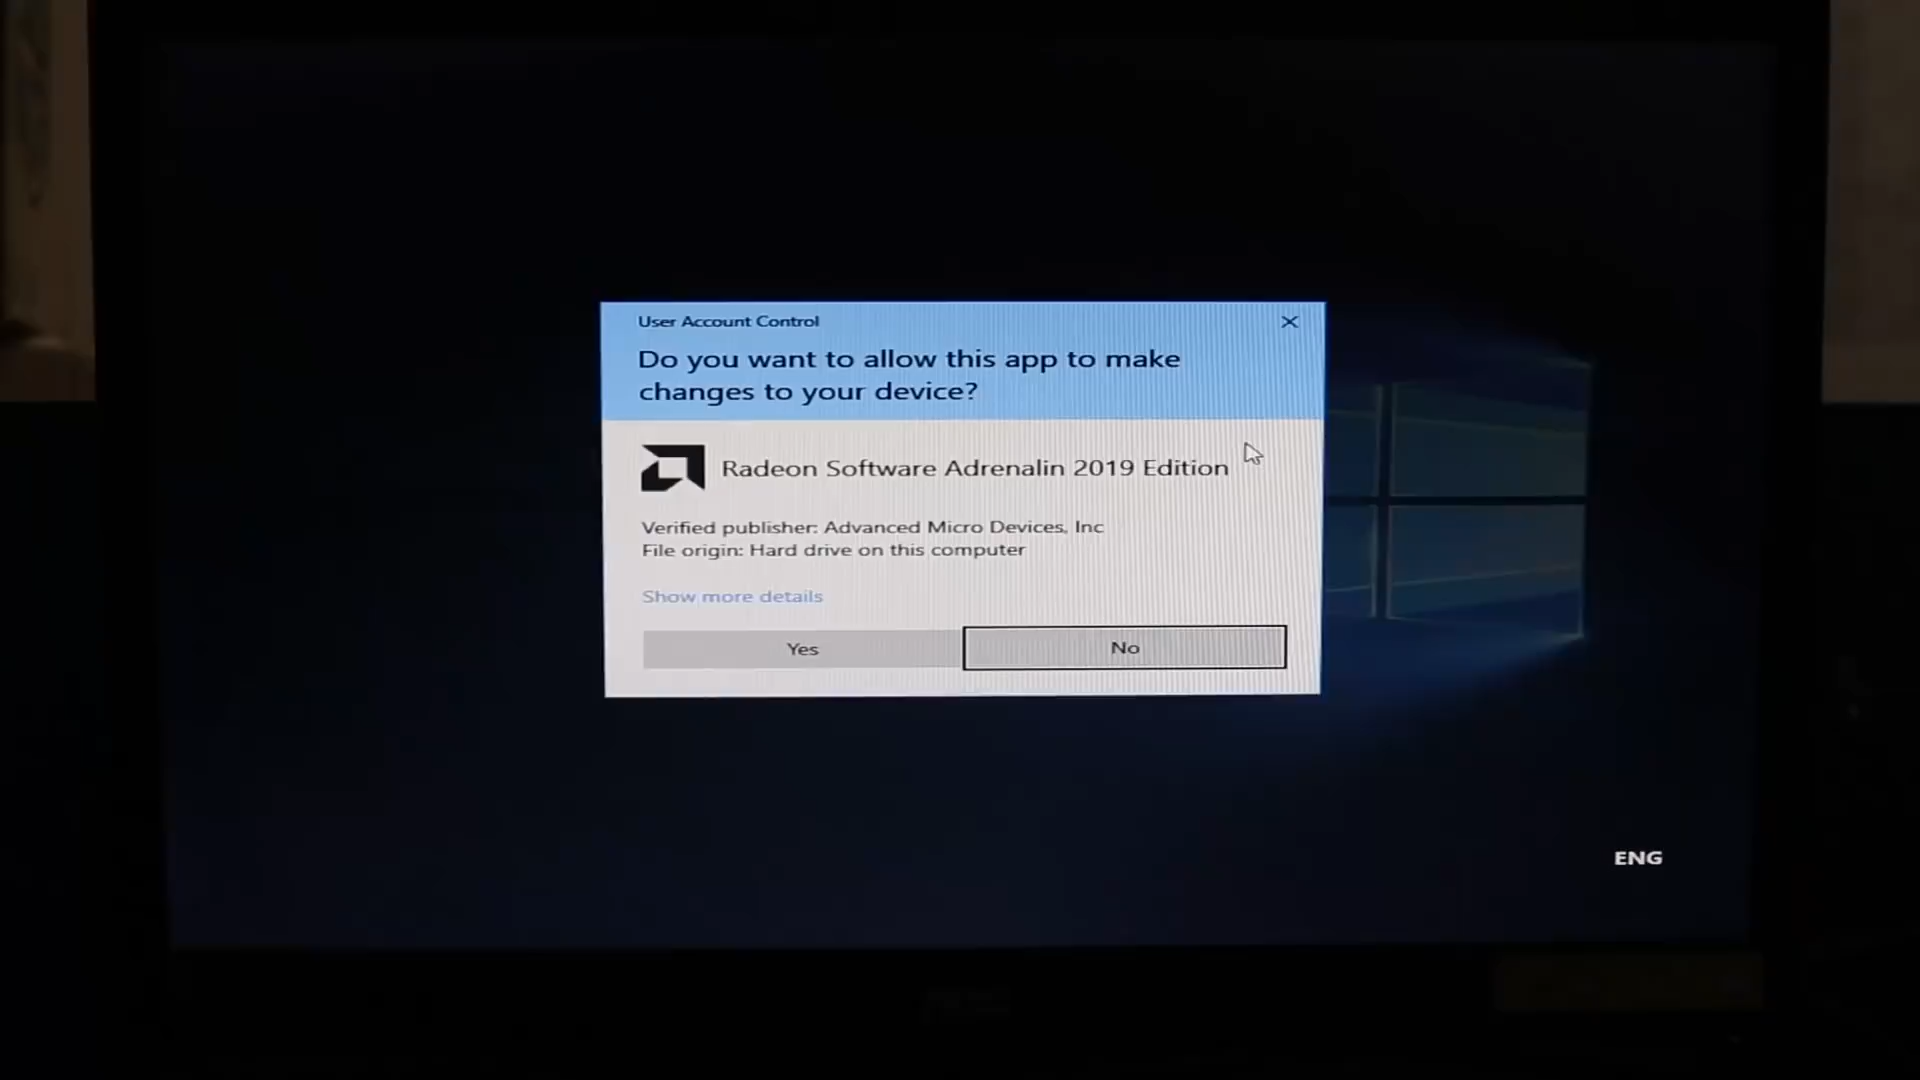 User Account Control
Do you want to allow this app to make
changes to your device?
Radeon Software Adrenalin 2019 Edition
Verified publisher: Advanced Micro Devices, Inc
File origin: Hard drive on this computer
Show more details
Yes No
ENG